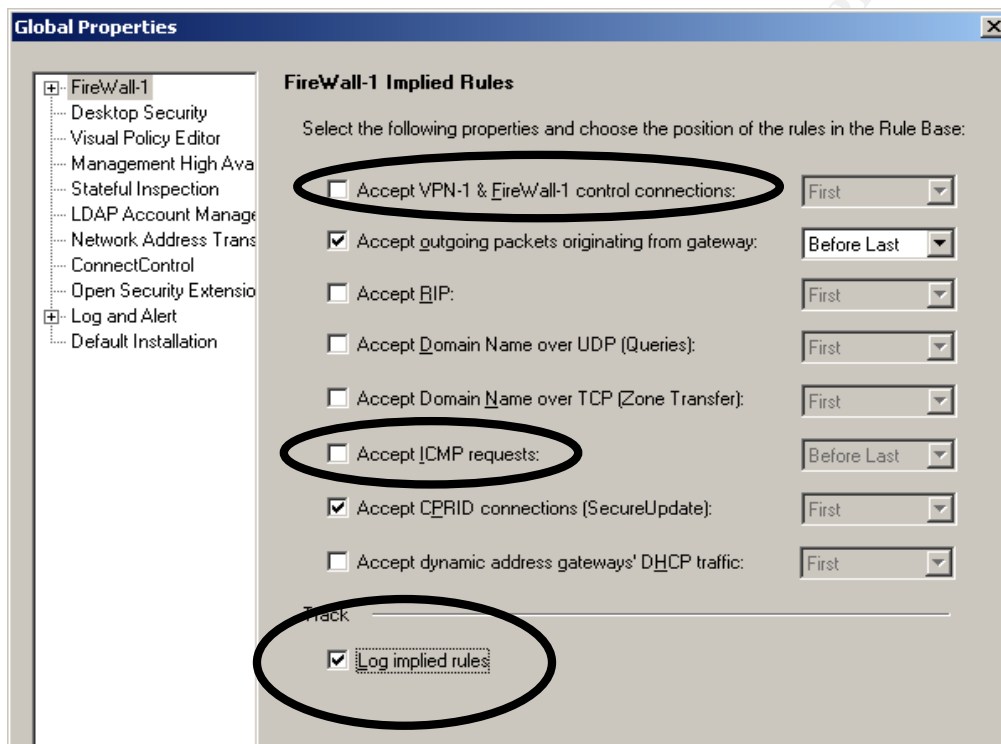 Global Properties
FireWall-1
Desktop Security
Visual Policy Editor
Management High Ava
Stateful Inspection
LDAP Account Manage
Network Address Trans
ConnectControl
Open Security Extensio
Log and Alert
Default Installation
FireWall-1 Implied Rules
Select the following properties and choose the position of the rules in the Rule Base:
Accept VPN-1 & FireWall-1 control connections: First
Accept outgoing packets originating from gateway: Before Last
Accept RIP: First
Accept Domain Name over UDP (Queries): First
Accept Domain Name over TCP (Zone Transfer): First
Accept ICMP requests: Before Last
Accept CPRID connections (SecureUpdate): First
Accept dynamic address gateways' DHCP traffic: First
Track
Log implied rules